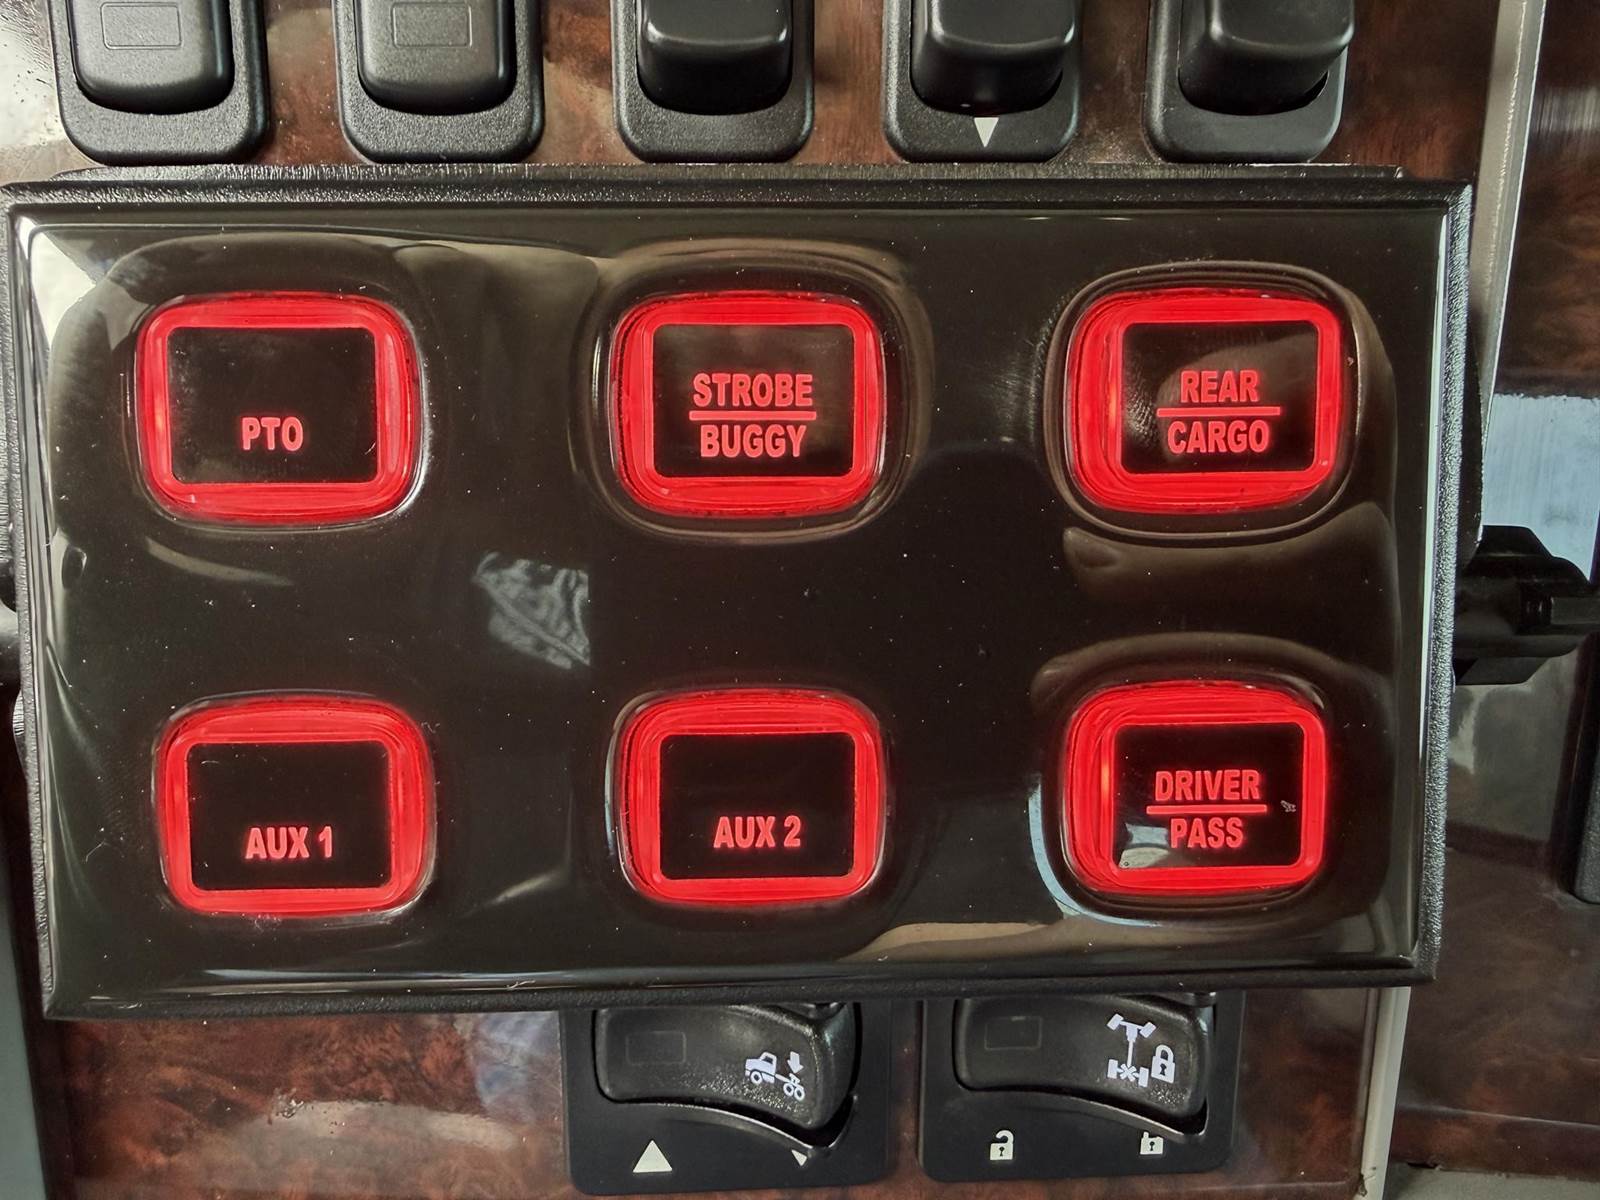 PTO
STROBE
BUGGY
REAR
CARGO
AUX 1
AUX 2
DRIVER
PASS